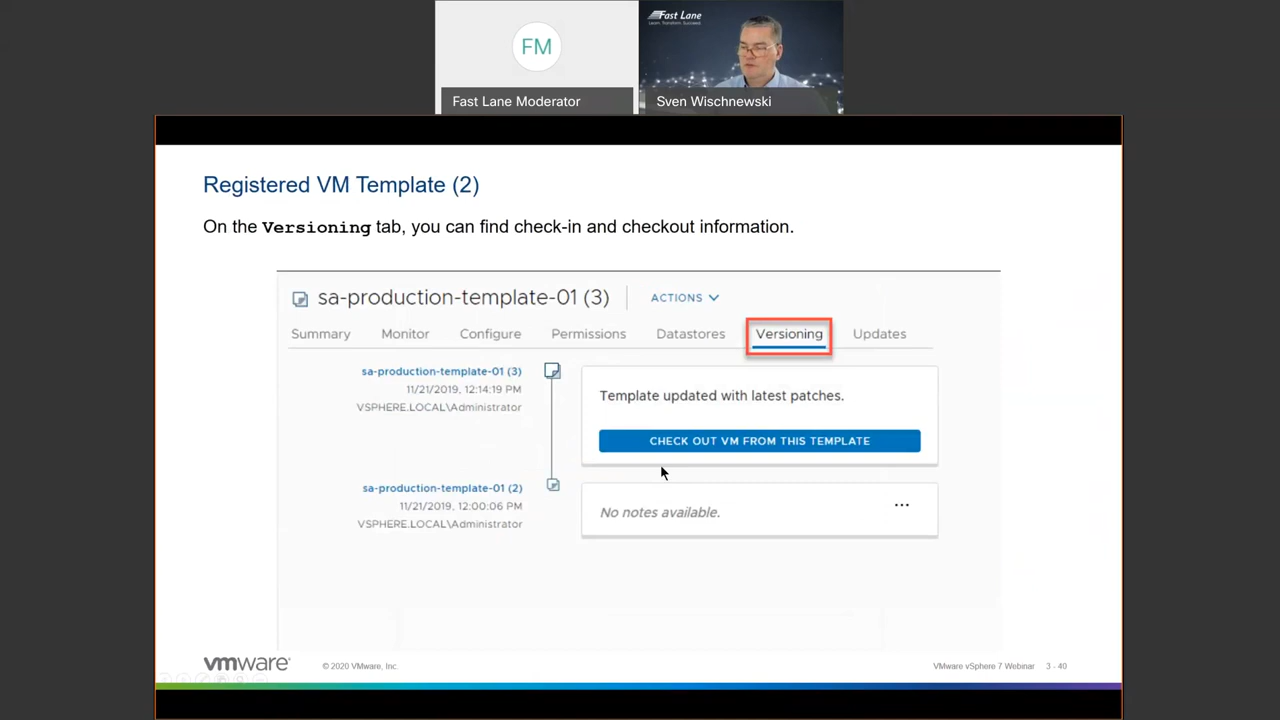 Fast Lane
Learn. Transform. Succeed.
FM
Fast Lane Moderator
Sven Wischnewski
Registered VM Template (2)
On the Versioning tab, you can find check-in and checkout information.
sa-production-template-01 (3)
ACTIONS
Summary Monitor Configure Permissions Datastores Versioning Updates
sa-production-template-01 (3)
11/21/2019, 12:14:19 PM
VSPHERE.LOCAL\Administrator
Template updated with latest patches.
CHECK OUT VM FROM THIS TEMPLATE
sa-production-template-01 (2)
11/21/2019, 12:00:06 PM
VSPHERE.LOCAL\Administrator
No notes available.
...
vmware®
© 2020 VMware, Inc.
VMware vSphere 7 Webinar 3 - 40